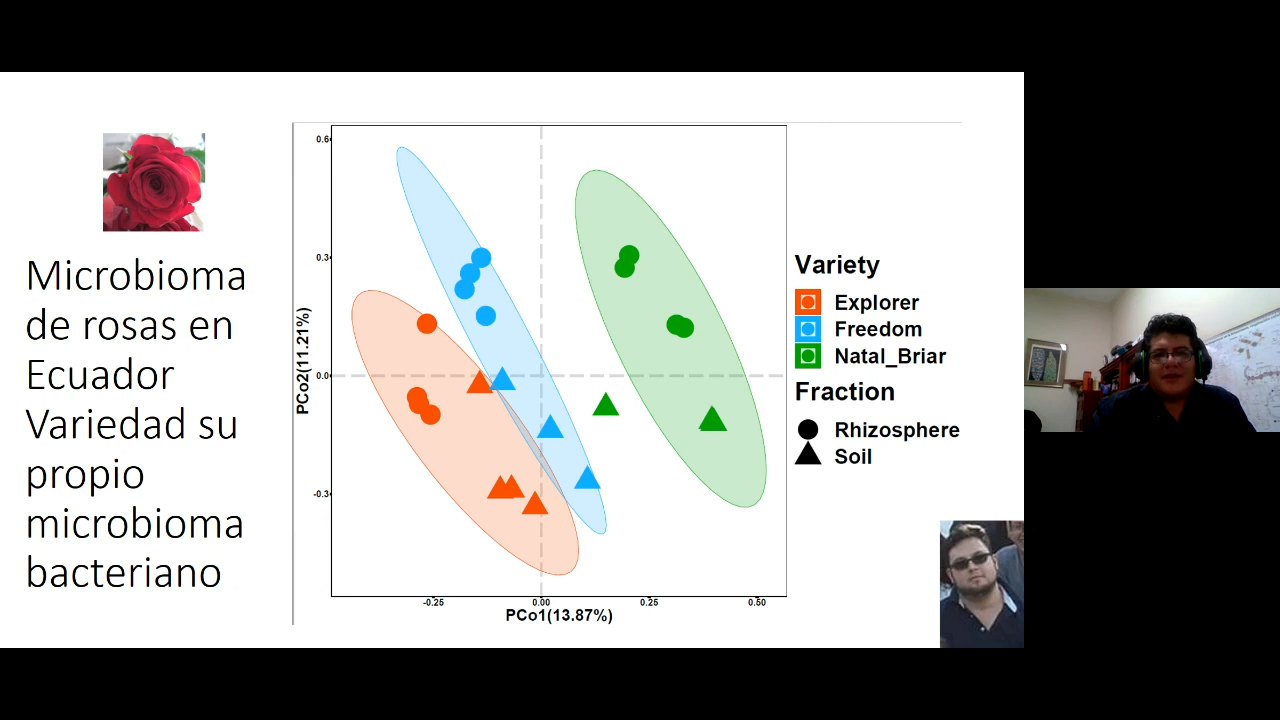 Microbioma
de rosas en
Ecuador
Variedad su
propio
microbioma
bacteriano
0.6
0.3
0.0
-0.3
PCo2(11.21%)
-0.25
0.00
0.25
0.50
PCo1(13.87%)
Variety
Explorer
Freedom
Natal_Briar
Fraction
Rhizosphere
Soil